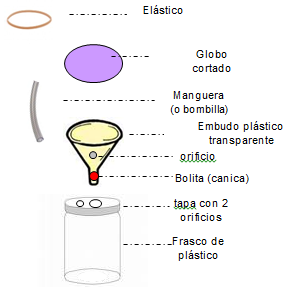 Elástico
Globo
cortado
Manguera
(o bombilla)
Embudo plástico
transparente
orificio
Bolita (canica)
tapa con 2
orificios
Frasco de
plástico